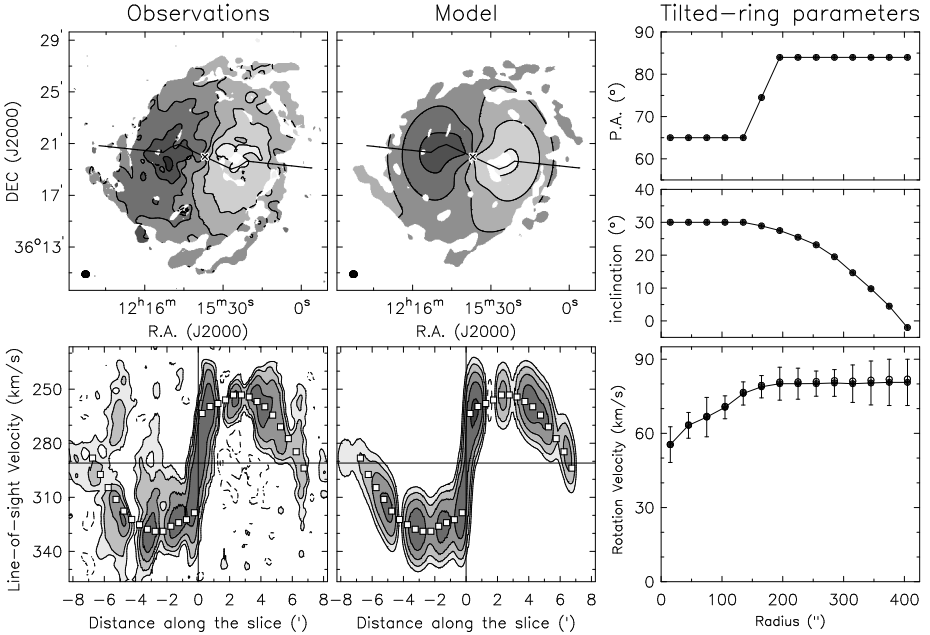 Observations
Model
Tilted-ring parameters
29'
25'
21'
17'
36°13'
DEC (J2000)
12h16m
15m30s
0s
R.A. (J2000)
12h16m
15m30s
0s
R.A. (J2000)
250
280
310
340
Line-of-sight Velocity (km/s)
-8 -6 -4 -2 0 2 4 6 8
Distance along the slice (')
-8 -6 -4 -2 0 2 4 6 8
Distance along the slice (')
90
80
70
60
P.A. (°)
40
30
20
10
0
inclination (°)
90
60
30
0
Rotation Velocity (km/s)
0 100 200 300 400
Radius ('')